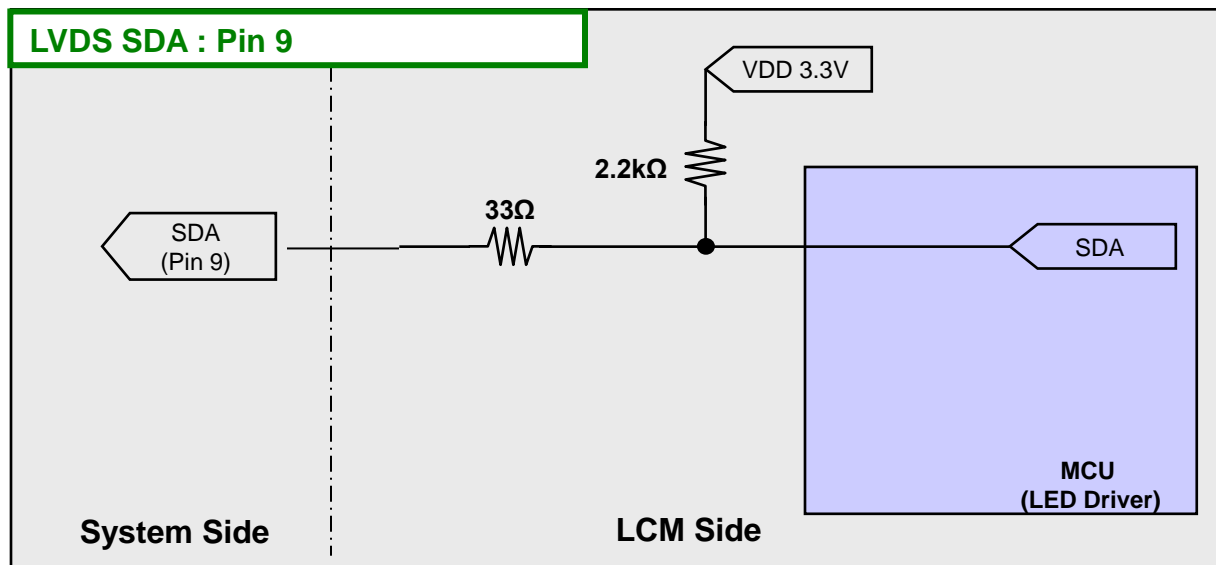 LVDS SDA : Pin 9
VDD 3.3V
2.2kΩ
33Ω
SDA
(Pin 9)
SDA
MCU
(LED Driver)
System Side
LCM Side